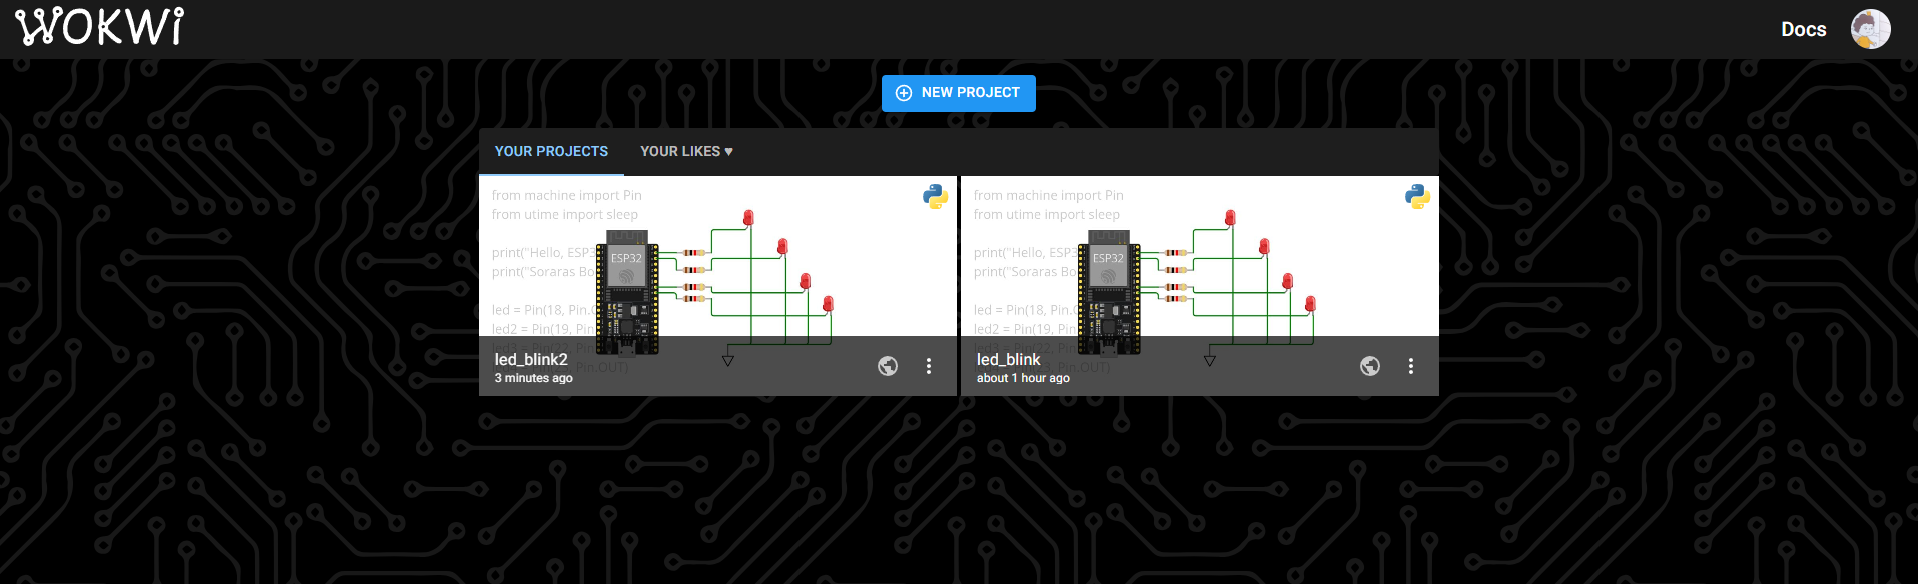 WOKWi
Docs
NEW PROJECT
YOUR PROJECTS
YOUR LIKES ♥
from machine import Pin
from utime import sleep
print("Hello, ESP3
print("Soraras Bo
led = Pin(18, Pin.
led2 = Pin(19, Pin
led3 = Pin(22, Pin.
Pin.OUT)
ESP32
led_blink2
3 minutes ago
from machine import Pin
from utime import sleep
print("Hello, ESP3
print("Soraras Bo
led = Pin(18, Pin.
led2 = Pin(19, Pin
led3 = Pin(22, Pin.
Pin.OUT)
ESP32
led_blink
about 1 hour ago